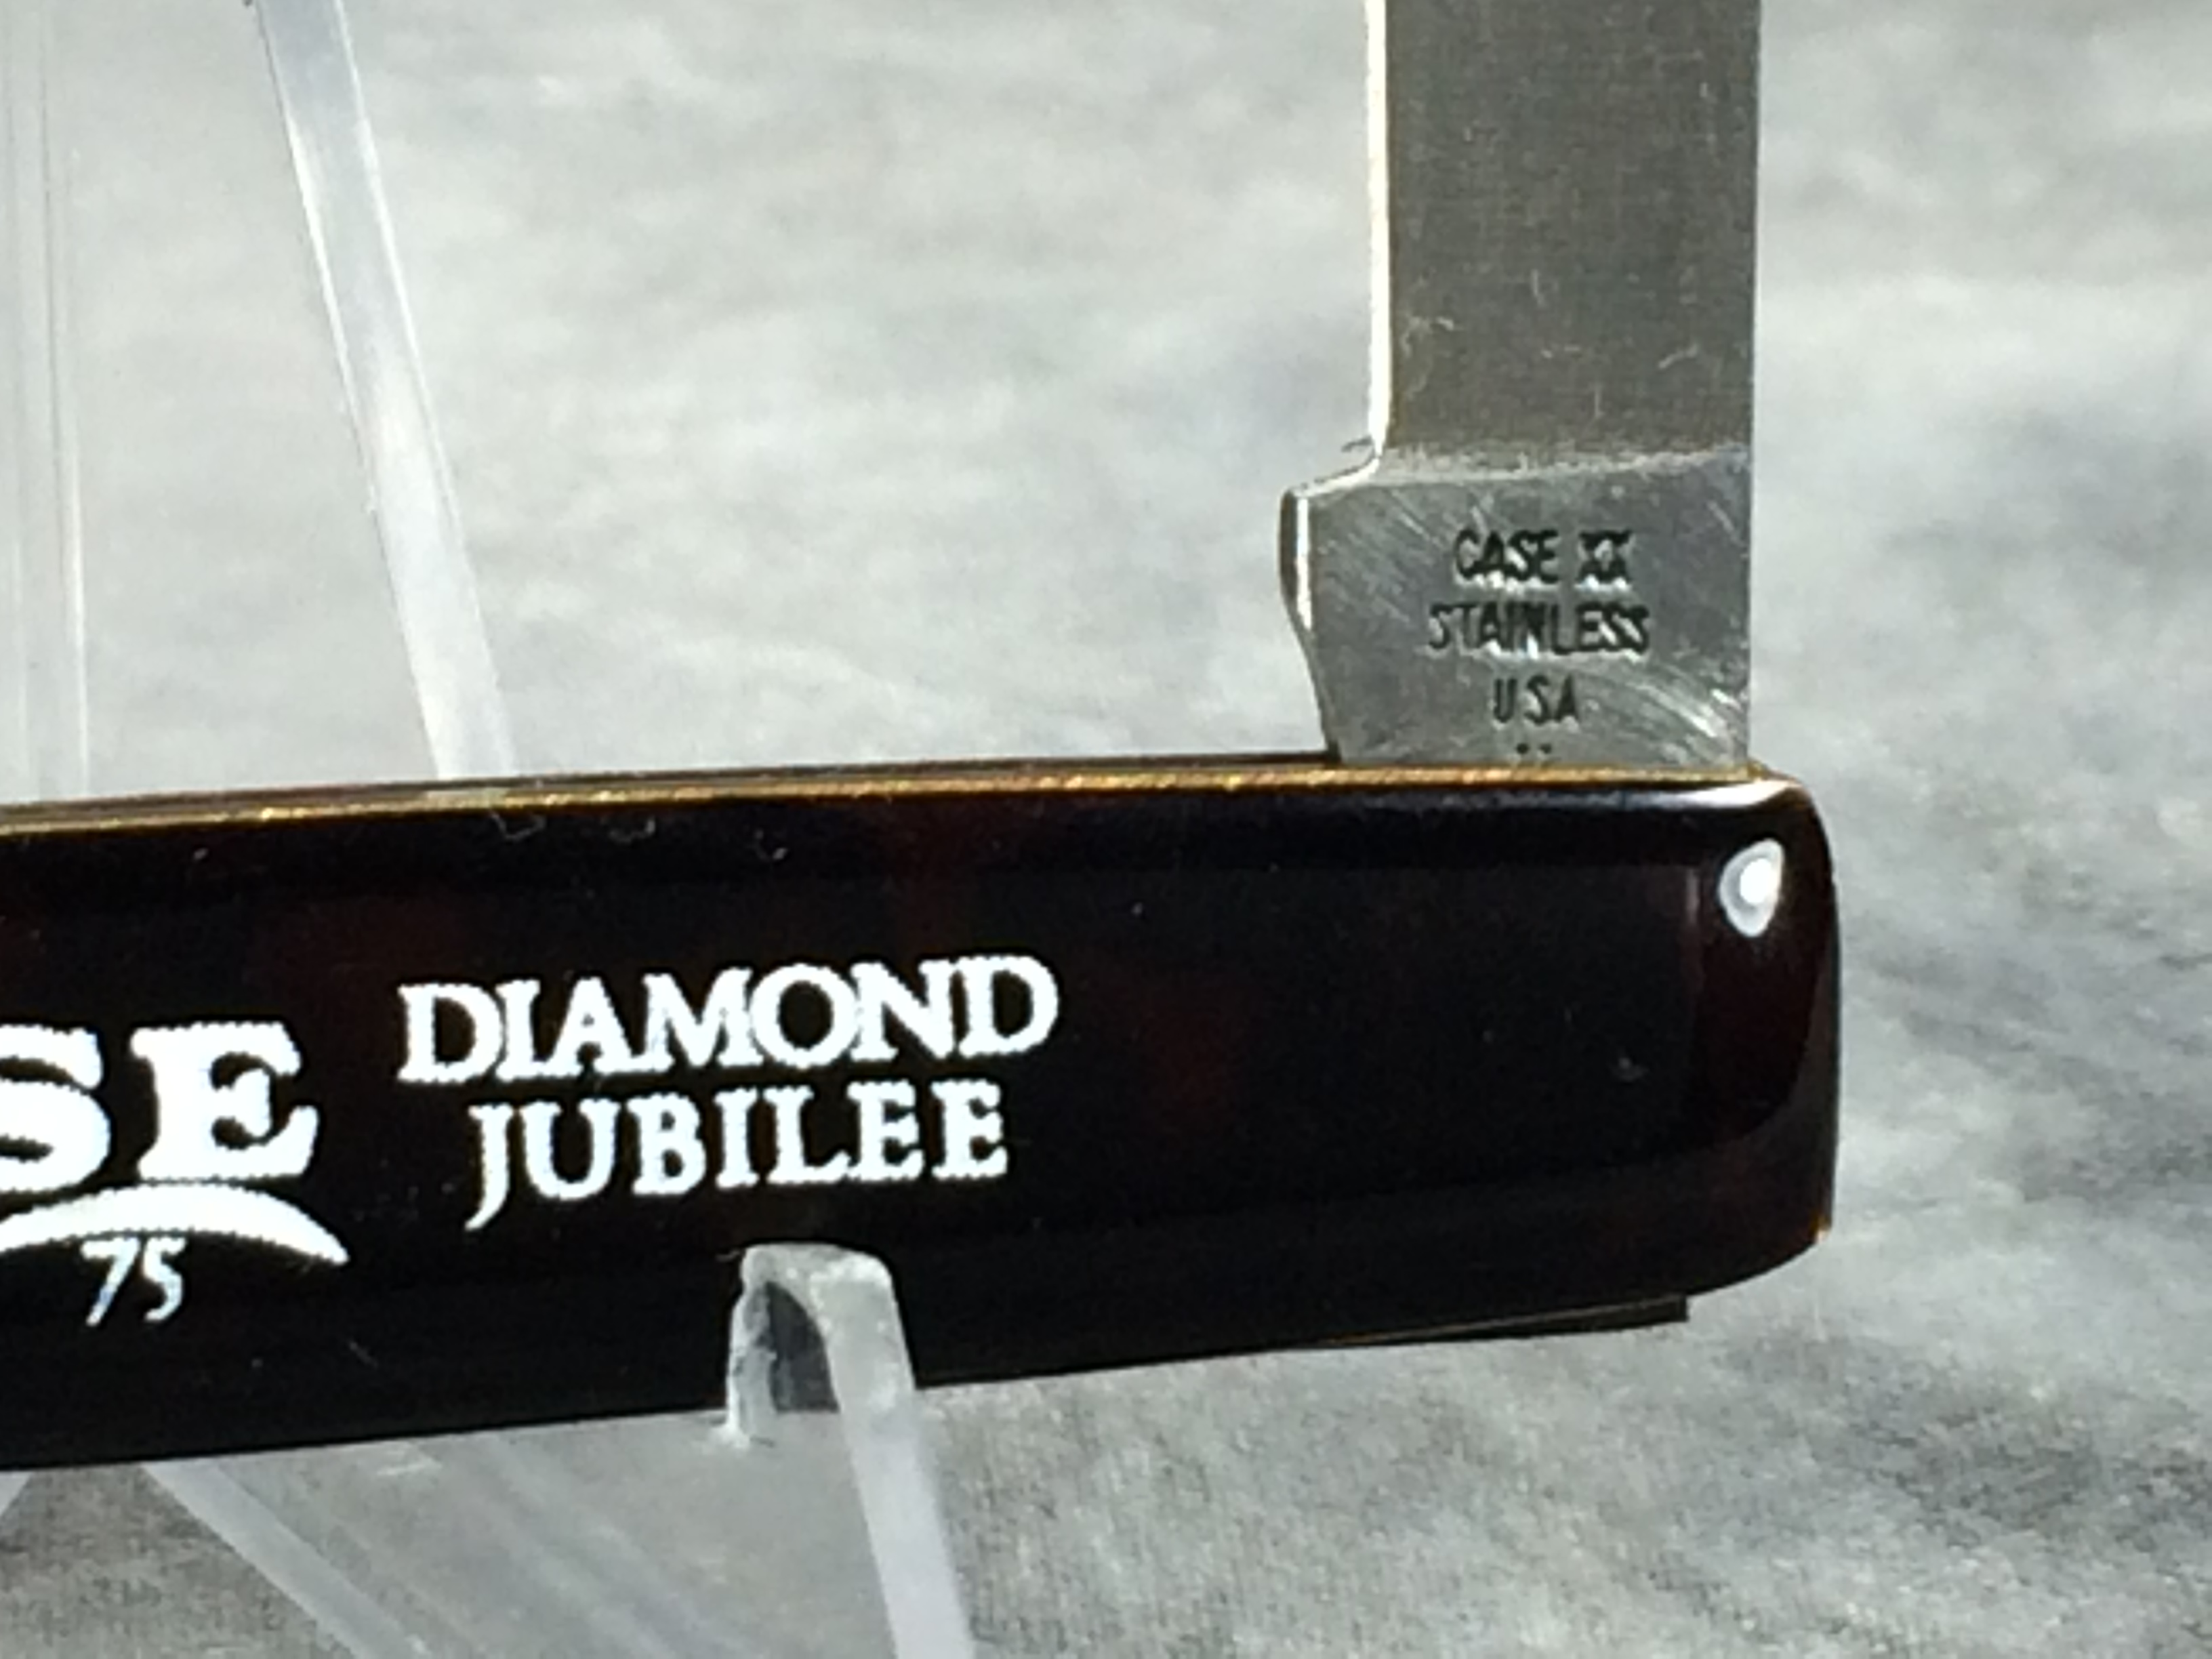 CASE XX
STAINLESS
USA
..
DIAMOND
JUBILEE
SE
75